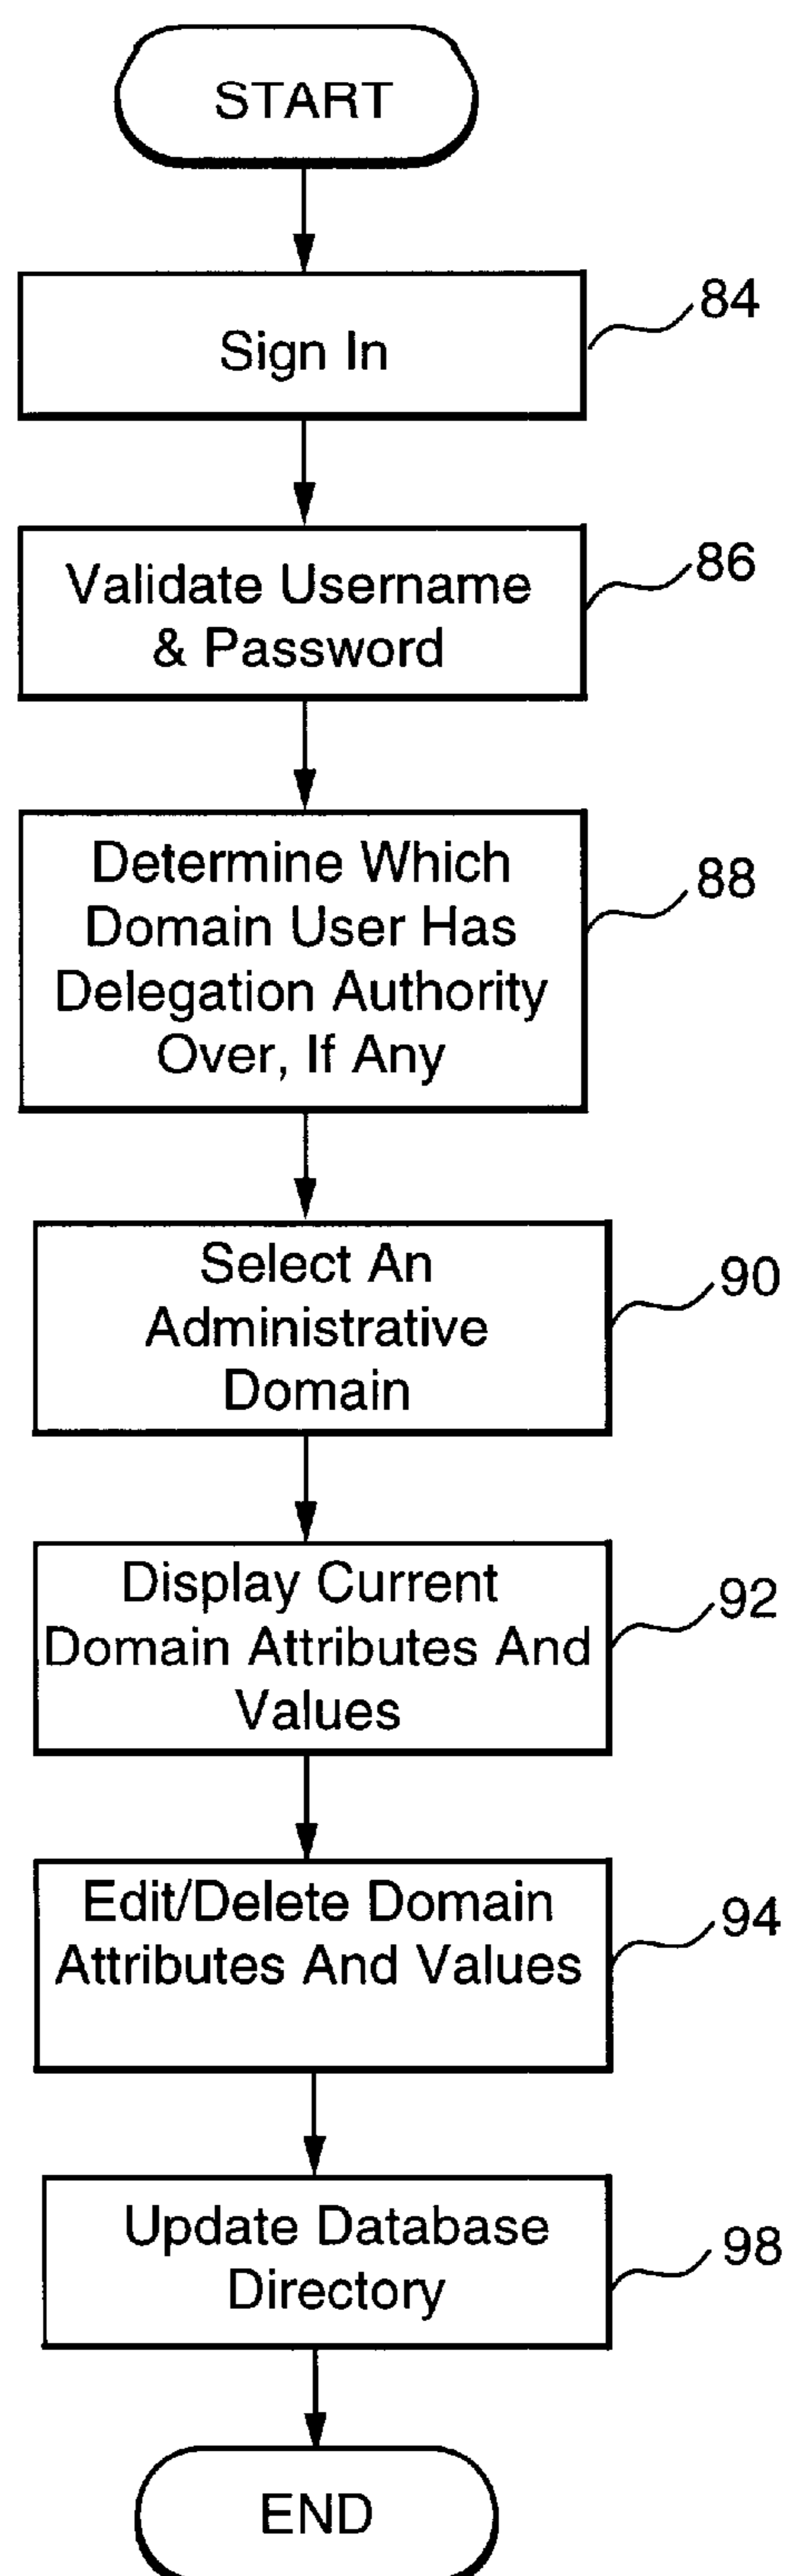 START
Sign In
84
Validate Username
& Password
86
Determine Which
Domain User Has
Delegation Authority
Over, If Any
88
Select An
Administrative
Domain
90
Display Current
Domain Attributes And
Values
92
Edit/Delete Domain
Attributes And Values
94
Update Database
Directory
98
END